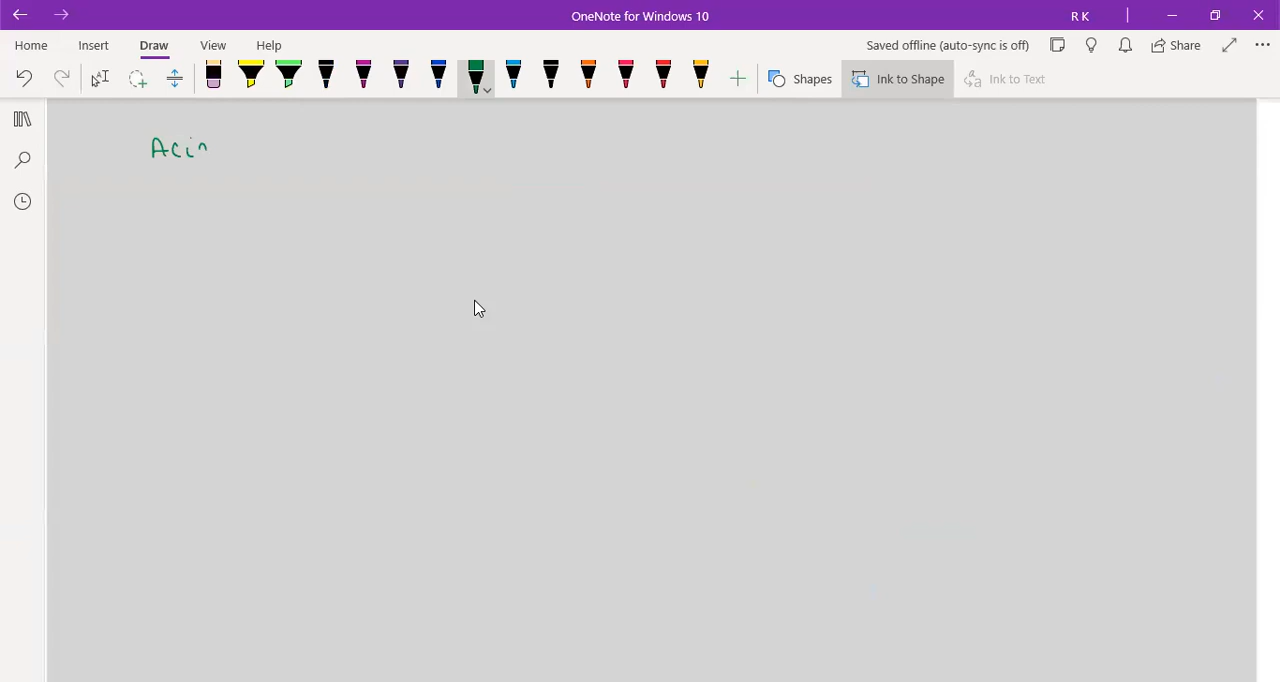 OneNote for Windows 10
R K
Home Insert Draw View Help
Saved offline (auto-sync is off)
Share
Shapes
Ink to Shape
Ink to Text
Acin